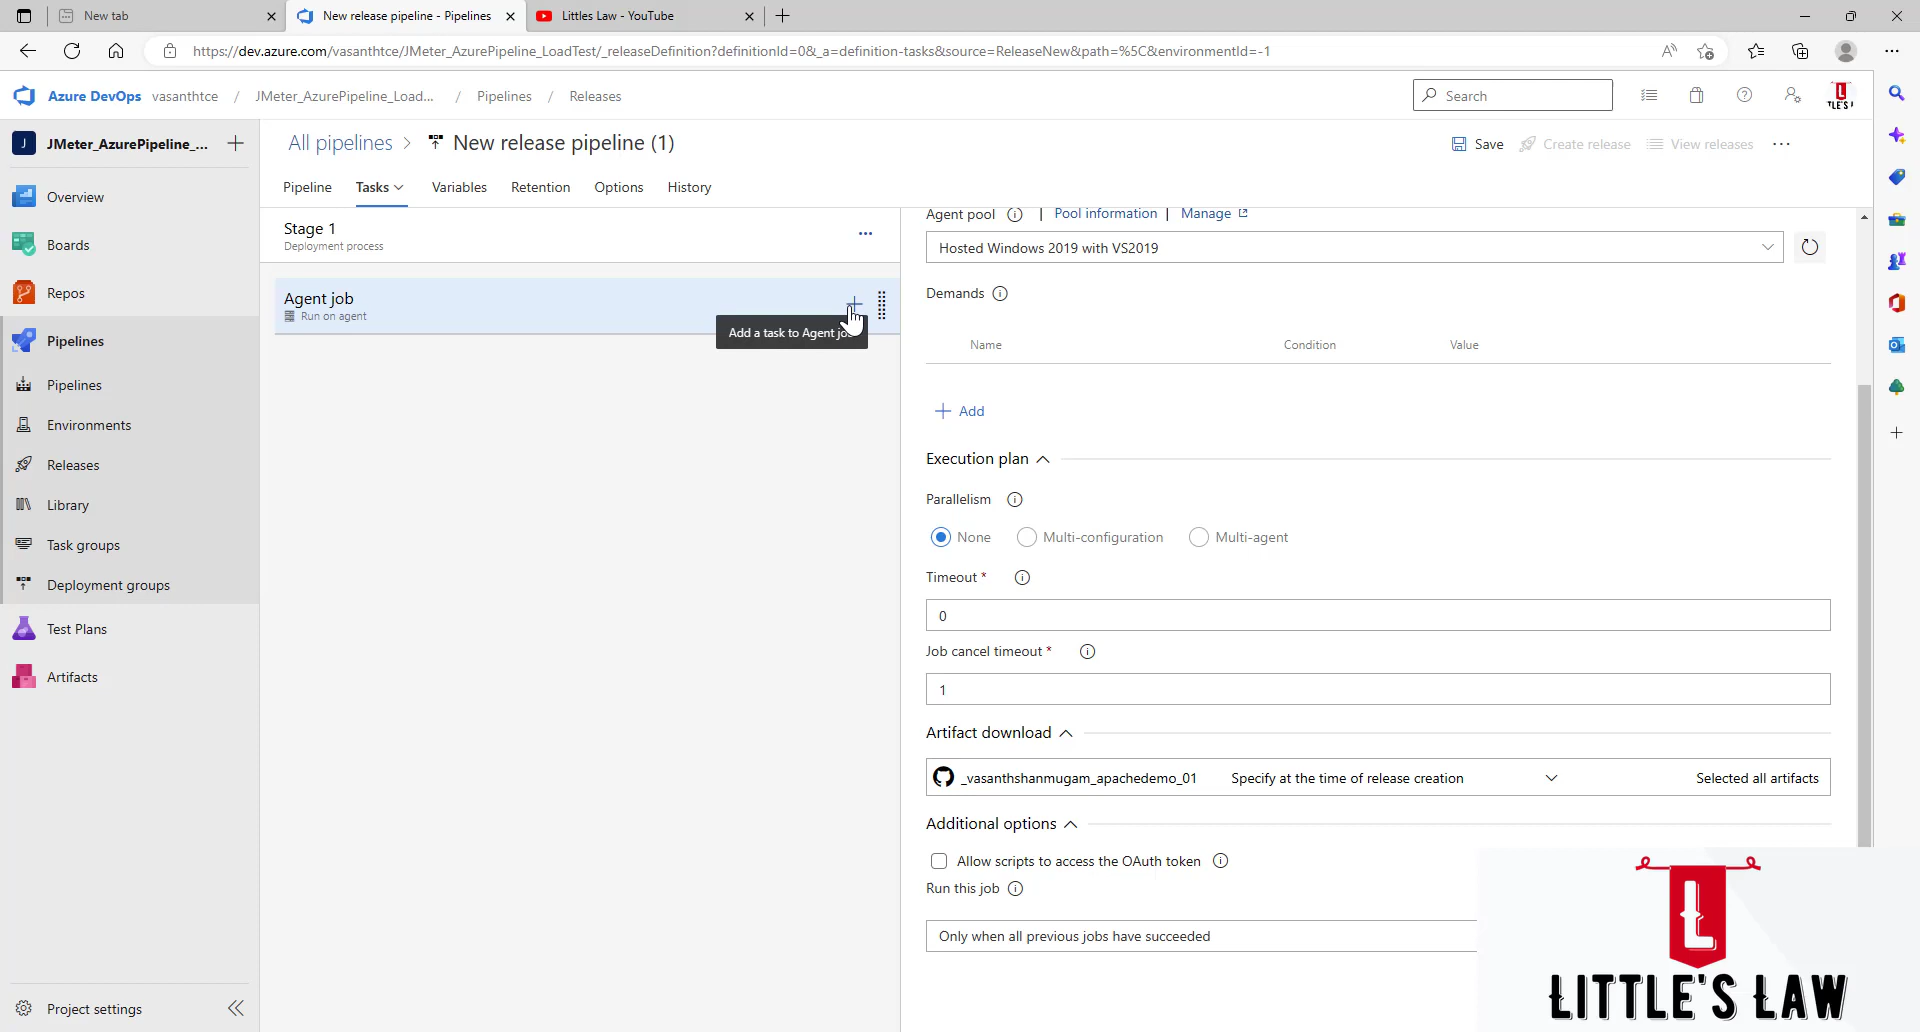 New tab
New release pipeline - Pipelines
Littles Law - YouTube
https://dev.azure.com/vasanthtce/JMeter_AzurePipeline_LoadTest/_releaseDefinition?definitionId=0&_a=definition-tasks&source=ReleaseNew&path=%5C&environmentId=-1
Azure DevOps vasanthtce / JMeter_AzurePipeline_Load... / Pipelines / Releases
Search
J JMeter_AzurePipeline_...
All pipelines > New release pipeline (1)
Save Create release View releases ...
Pipeline Tasks Variables Retention Options History
Overview
Boards
Repos
Pipelines
Pipelines
Environments
Releases
Library
Task groups
Deployment groups
Test Plans
Artifacts
Project settings
Stage 1
Deployment process
Agent job
Run on agent
Add a task to Agent jo
Agent pool | Pool information | Manage
Hosted Windows 2019 with VS2019
Demands
Name Condition Value
+ Add
Execution plan
Parallelism
None Multi-configuration Multi-agent
Timeout *
0
Job cancel timeout *
1
Artifact download
_vasanthshanmugam_apachedemo_01 Specify at the time of release creation Selected all artifacts
Additional options
Allow scripts to access the OAuth token
Run this job
Only when all previous jobs have succeeded
L
LITTLE'S LAW